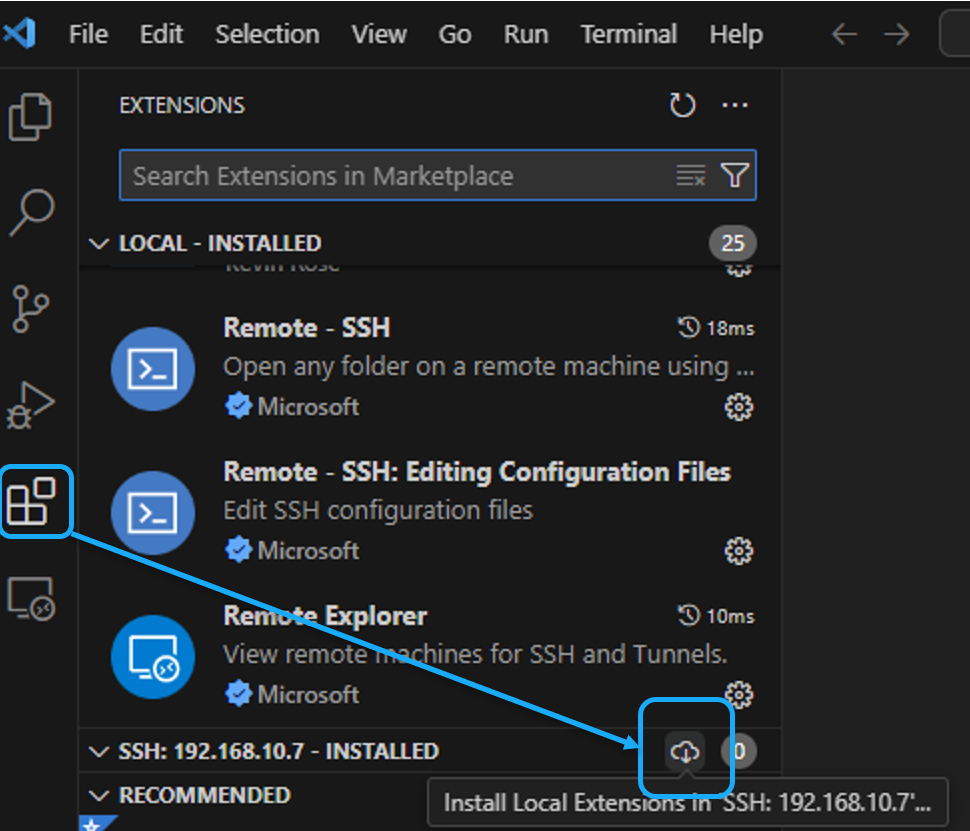 File Edit Selection View Go Run Terminal Help
EXTENSIONS
Search Extensions in Marketplace
LOCAL - INSTALLED 25
Kevin Rose
Remote - SSH 18ms
Open any folder on a remote machine using ...
Microsoft
Remote - SSH: Editing Configuration Files
Edit SSH configuration files
Microsoft
Remote Explorer 10ms
View remote machines for SSH and Tunnels.
Microsoft
SSH: 192.168.10.7 - INSTALLED 0
RECOMMENDED
Install Local Extensions in 'SSH: 192.168.10.7'...